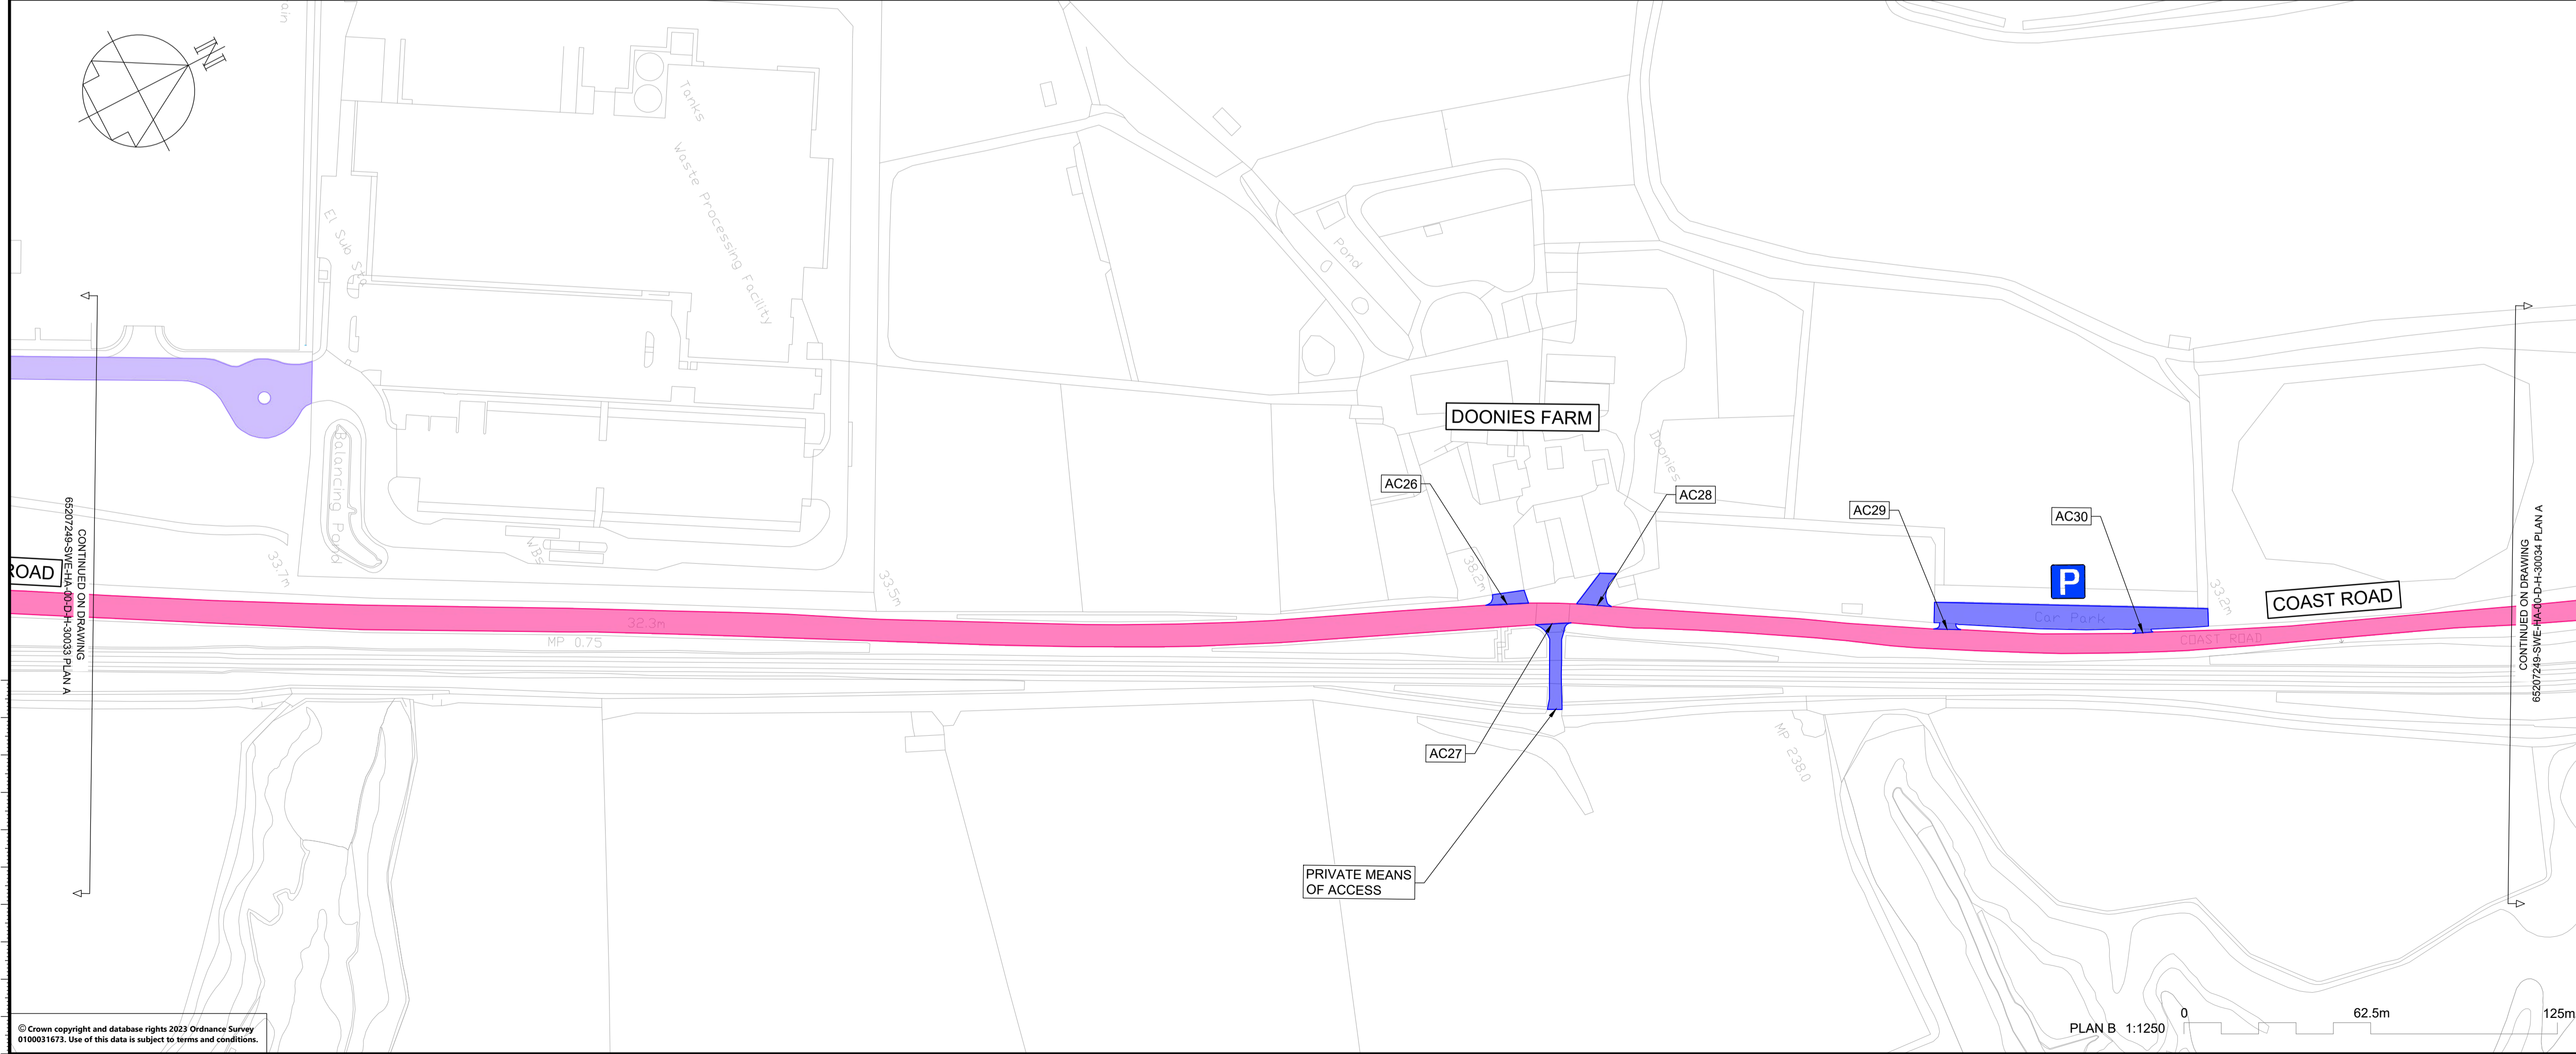 N
ain
Tanks
Waste Processing Facility
El Sub Sta
Pond
DOONIES FARM
Doonies
AC26
AC28
AC29
AC30
P
Balancing Pond
WBs
33.7m
33.5m
38.2m
33.2m
ROAD
COAST ROAD
Car Park
COAST ROAD
32.3m
MP 0.75
CONTINUED ON DRAWING
65207249-SWE-HA-00-D-H-30033 PLAN A
CONTINUED ON DRAWING
65207249-SWE-HA-00-D-H-30034 PLAN A
AC27
MP 238.0
PRIVATE MEANS
OF ACCESS
© Crown copyright and database rights 2023 Ordnance Survey
0100031673. Use of this data is subject to terms and conditions.
PLAN B 1:1250
0
62.5m
125m